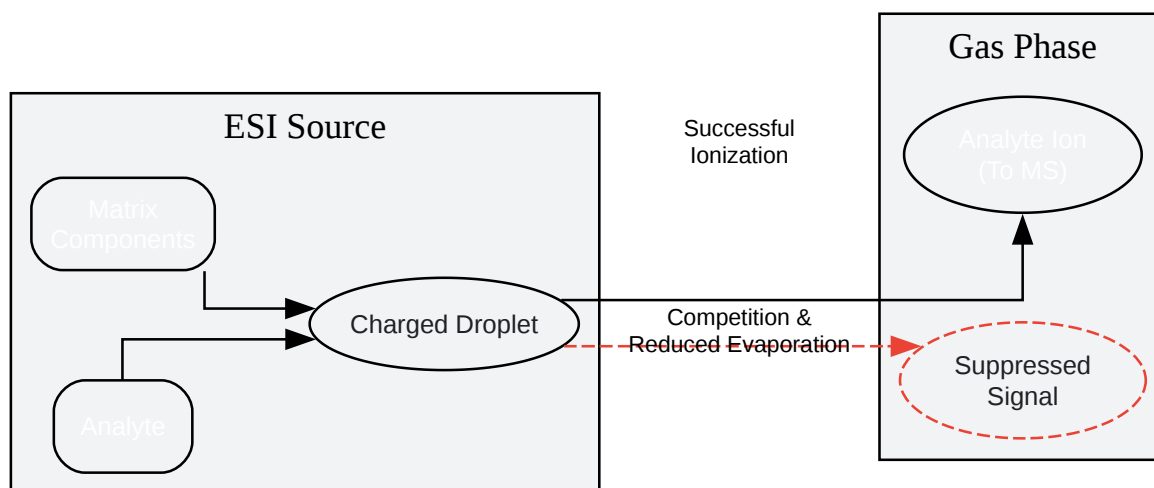 ESI Source
Matrix
Components
Analyte
Charged Droplet
Successful
Ionization
Competition &
Reduced Evaporation
Gas Phase
Analyte Ion
(To MS)
Suppressed
Signal